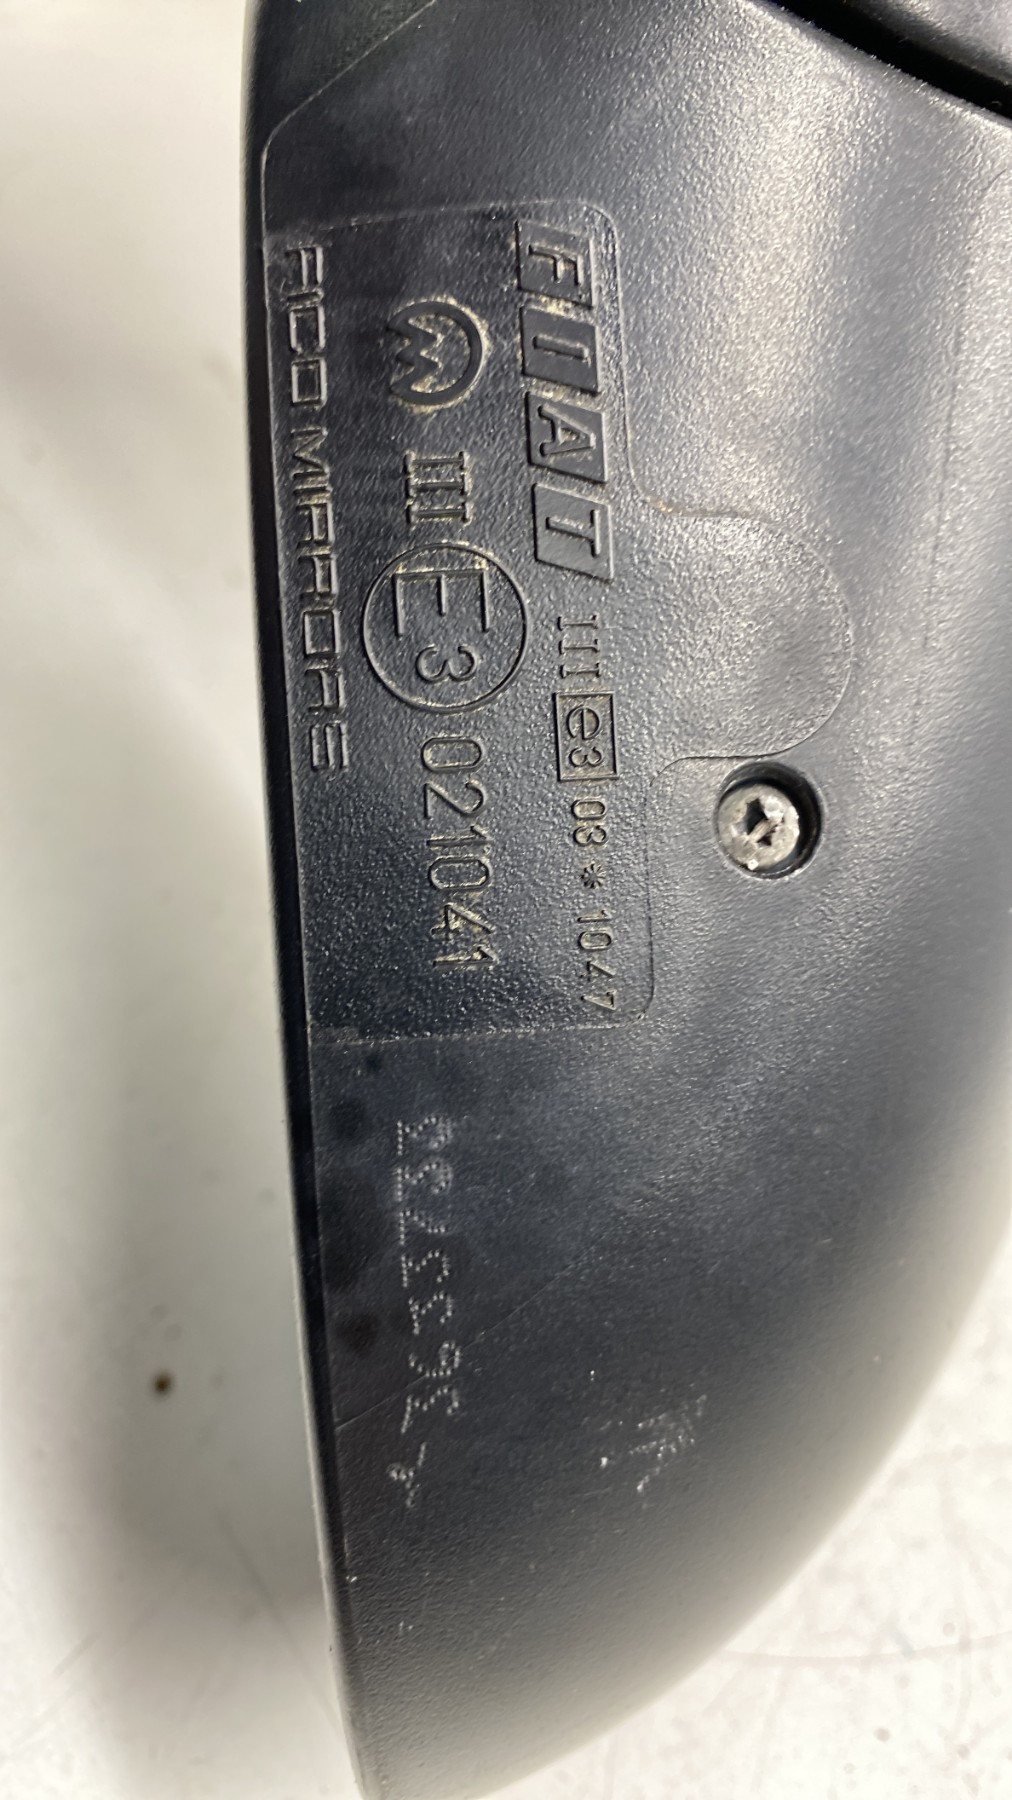 FIAT III e3 03*1047
III E3 021041
FICO MIRRORS